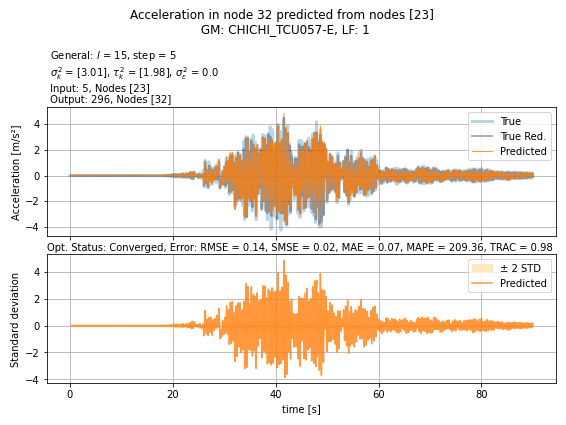 Acceleration in node 32 predicted from nodes [23]
GM: CHICHI_TCU057-E, LF: 1
General: l = 15, step = 5
σ²ₖ = [3.01], τ²ₖ = [1.98], σ²ε = 0.0
Input: 5, Nodes [23]
Output: 296, Nodes [32]
Acceleration [m/s²]
4
2
0
−2
−4
True
True Red.
Predicted
Opt. Status: Converged, Error: RMSE = 0.14, SMSE = 0.02, MAE = 0.07, MAPE = 209.36, TRAC = 0.98
Standard deviation
4
2
0
−2
−4
± 2 STD
Predicted
0 20 40 60 80
time [s]